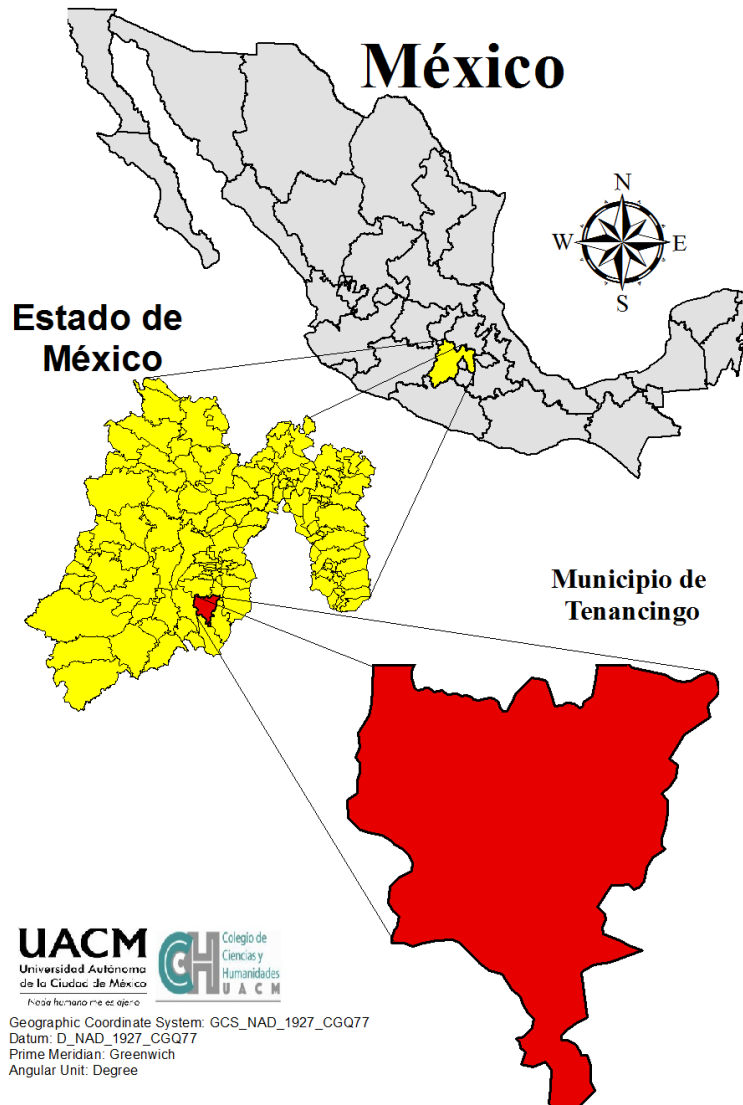 México
N
W
E
S
Estado de
México
Municipio de
Tenancingo
UACM
Universidad Autónoma
de la Ciudad de México
Nada humano me es ajeno
CCH
Colegio de
Ciencias y
Humanidades
UACM
Geographic Coordinate System: GCS_NAD_1927_CGQ77
Datum: D_NAD_1927_CGQ77
Prime Meridian: Greenwich
Angular Unit: Degree